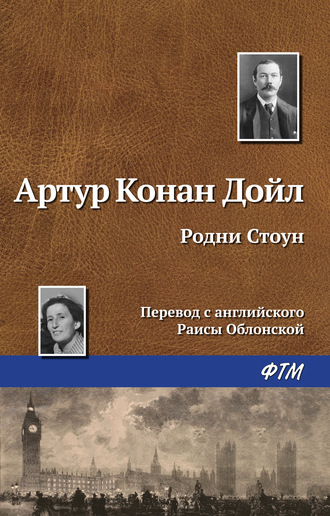 Артур Конан Дойл
Родни Стоун
Перевод с английского
Раисы Облонской
ФТМ